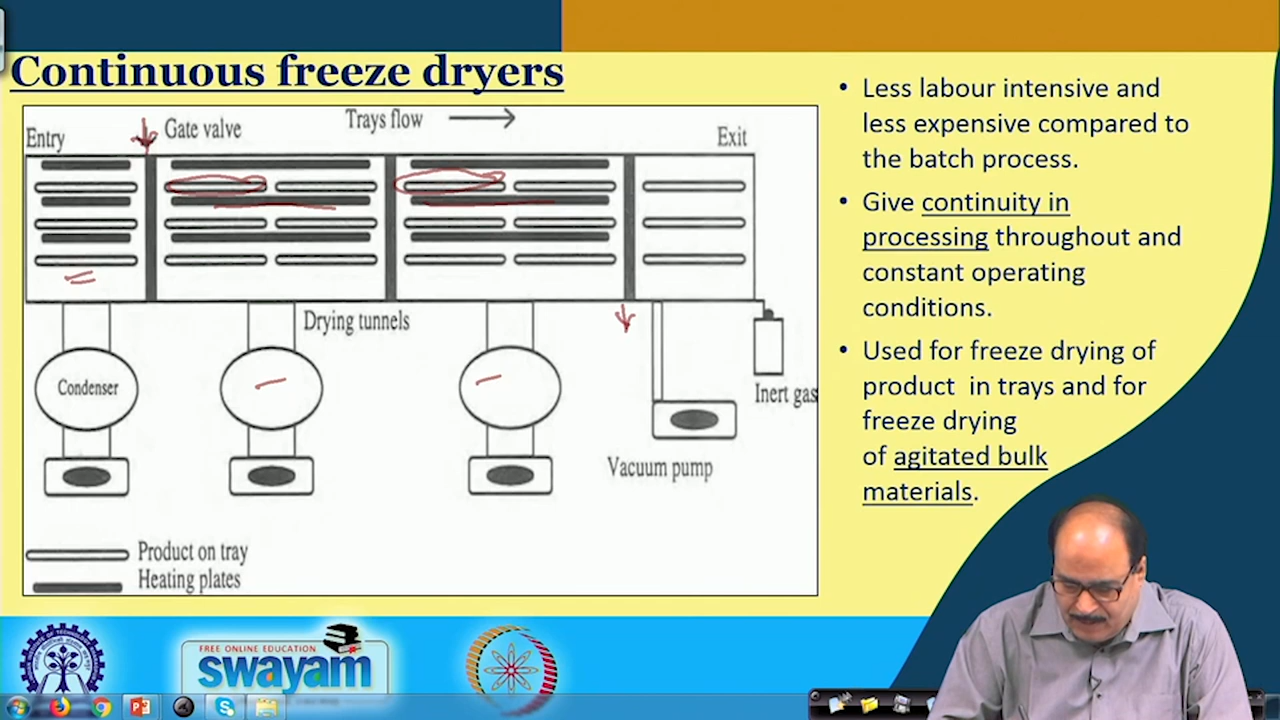 Continuous freeze dryers
Entry
Gate valve
Trays flow
Exit
Drying tunnels
Condenser
Inert gas
Vacuum pump
Product on tray
Heating plates
• Less labour intensive and
less expensive compared to
the batch process.
• Give continuity in
processing throughout and
constant operating
conditions.
• Used for freeze drying of
product in trays and for
freeze drying
of agitated bulk
materials.
FREE ONLINE EDUCATION
swayam